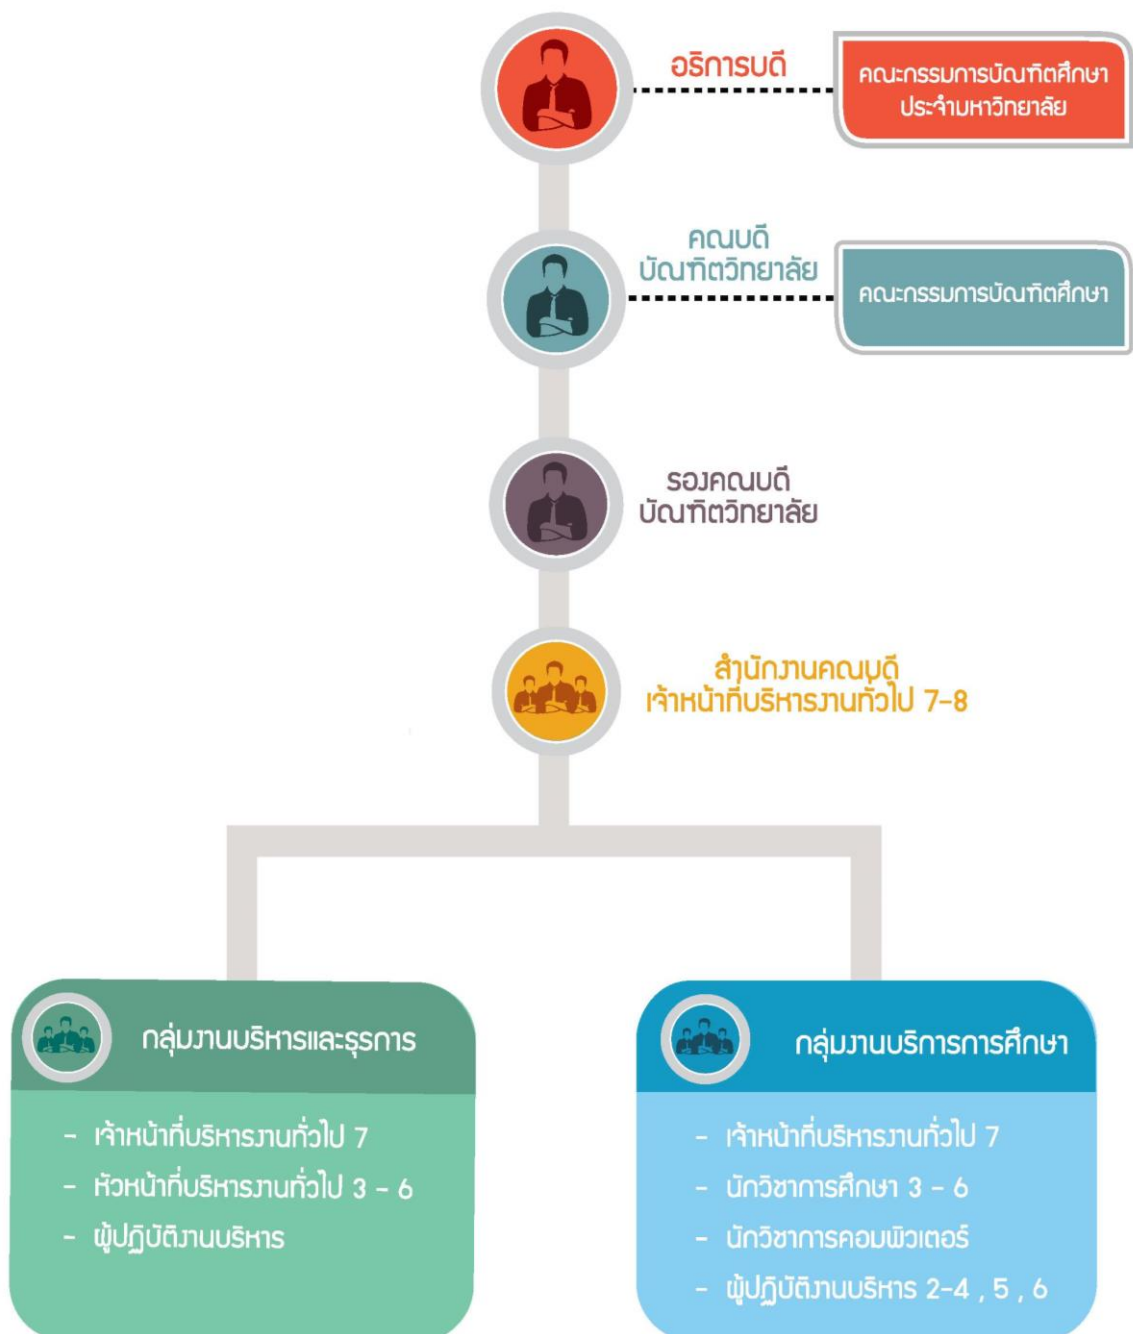 อธิการบดี
คณะกรรมการบัณฑิตศึกษา
ประจำมหาวิทยาลัย
คณบดี
บัณฑิตวิทยาลัย
คณะกรรมการบัณฑิตศึกษา
รองคณบดี
บัณฑิตวิทยาลัย
สำนักงานคณบดี
เจ้าหน้าที่บริหารงานทั่วไป 7-8
กลุ่มงานบริหารและธุรการ
- เจ้าหน้าที่บริหารงานทั่วไป 7
- หัวหน้าที่บริหารงานทั่วไป 3 - 6
- ผู้ปฏิบัติงานบริหาร
กลุ่มงานบริการการศึกษา
- เจ้าหน้าที่บริหารงานทั่วไป 7
- นักวิชาการศึกษา 3 - 6
- นักวิชาการคอมพิวเตอร์
- ผู้ปฏิบัติงานบริหาร 2-4 , 5 , 6